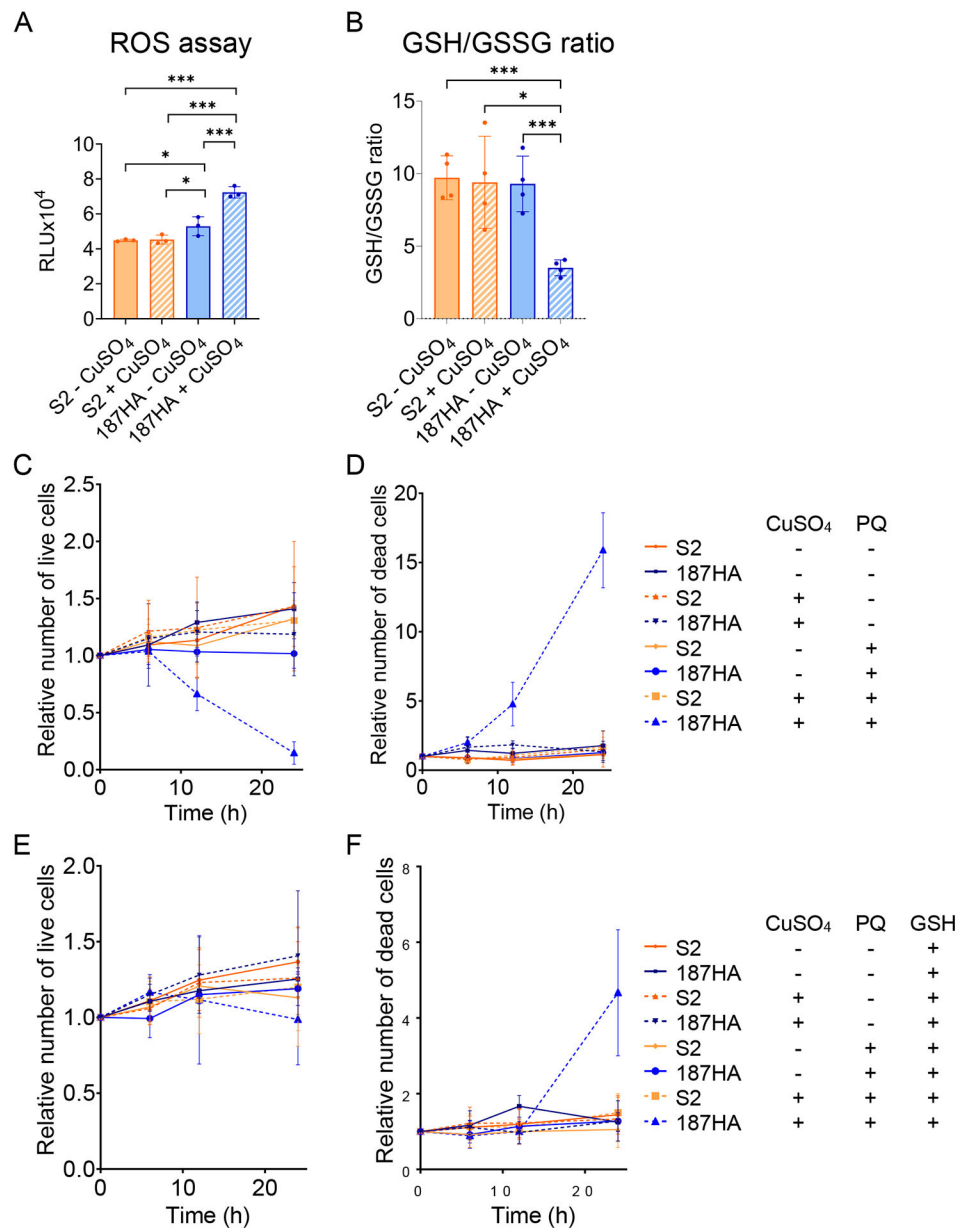 A
ROS assay
***
***
***
*
*
10
8
6
4
2
0
RLUx10⁴
S2 - CuSO₄
S2 + CuSO₄
187HA - CuSO₄
187HA + CuSO₄
B
GSH/GSSG ratio
***
*
***
15
10
5
0
GSH/GSSG ratio
S2 - CuSO₄
S2 + CuSO₄
187HA - CuSO₄
187HA + CuSO₄
C
2.5
2.0
1.5
1.0
0.5
0.0
Relative number of live cells
0 10 20
Time (h)
D
20
15
10
5
0
Relative number of dead cells
0 10 20
Time (h)
CuSO₄ PQ
S2 - -
187HA - -
S2 + -
187HA + -
S2 - +
187HA - +
S2 + +
187HA + +
E
2.0
1.5
1.0
0.5
0.0
Relative number of live cells
0 10 20
Time (h)
F
8
6
4
2
0
Relative number of dead cells
0 10 20
Time (h)
CuSO₄ PQ GSH
S2 - - +
187HA - - +
S2 + - +
187HA + - +
S2 - + +
187HA - + +
S2 + + +
187HA + + +